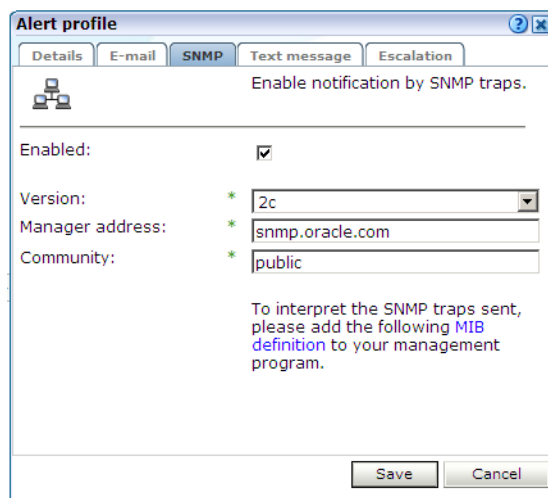 Alert profile
Details E-mail SNMP Text message Escalation
Enable notification by SNMP traps.
Enabled:
Version: * 2c
Manager address: * snmp.oracle.com
Community: * public
To interpret the SNMP traps sent,
please add the following MIB
definition to your management
program.
Save Cancel